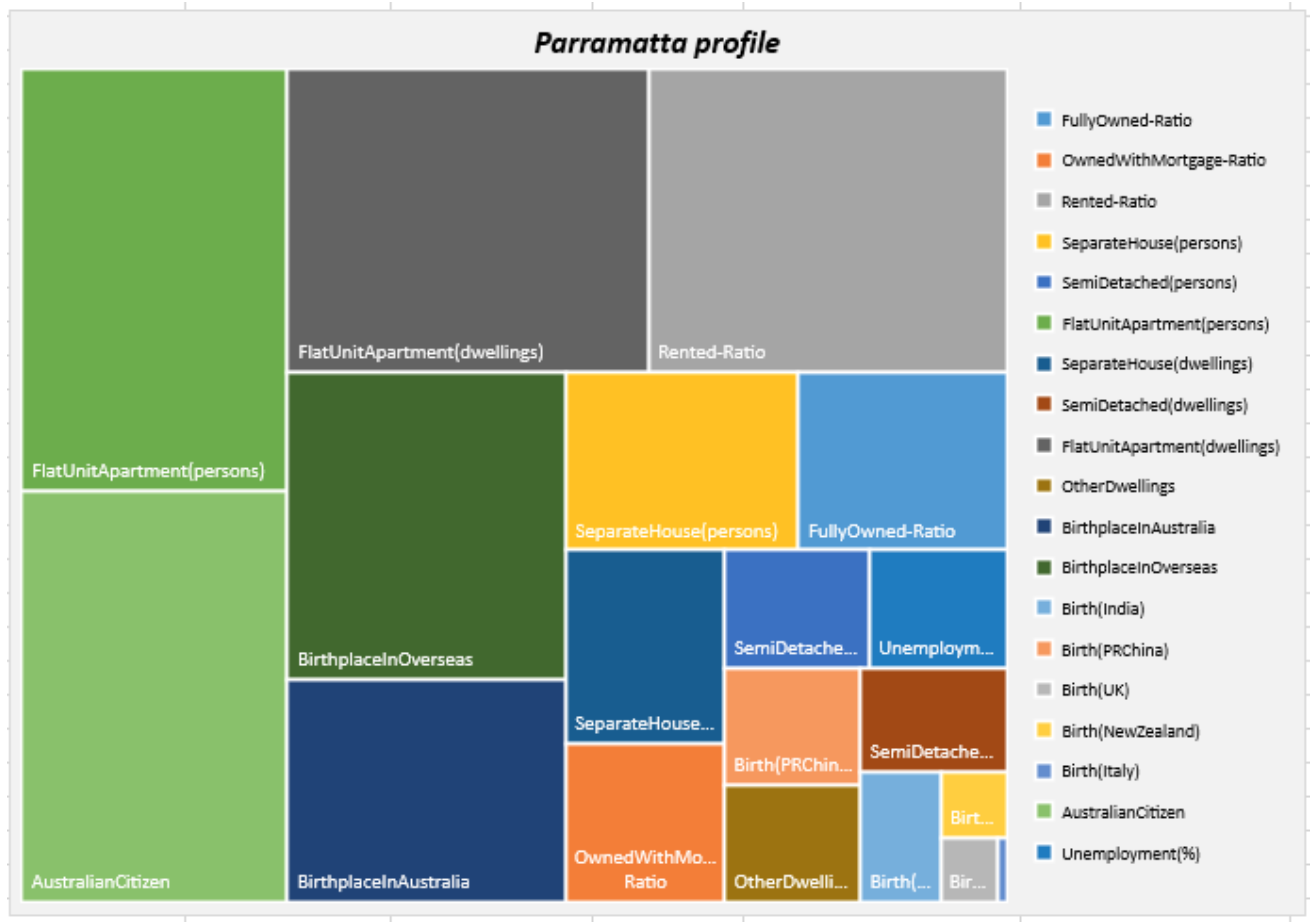 Parramatta profile
FlatUnitApartment(persons)
AustralianCitizen
FlatUnitApartment(dwellings)
Rented-Ratio
BirthplaceInOverseas
BirthplaceInAustralia
SeparateHouse(persons)
FullyOwned-Ratio
SeparateHouse...
OwnedWithMo...
Ratio
SemiDetache...
Unemploym...
Birth(PRChin...
SemiDetache...
OtherDwelli...
Birth(...
Birt...
Bir...
FullyOwned-Ratio
OwnedWithMortgage-Ratio
Rented-Ratio
SeparateHouse(persons)
SemiDetached(persons)
FlatUnitApartment(persons)
SeparateHouse(dwellings)
SemiDetached(dwellings)
FlatUnitApartment(dwellings)
OtherDwellings
BirthplaceInAustralia
BirthplaceInOverseas
Birth(India)
Birth(PRChina)
Birth(UK)
Birth(NewZealand)
Birth(Italy)
AustralianCitizen
Unemployment(%)